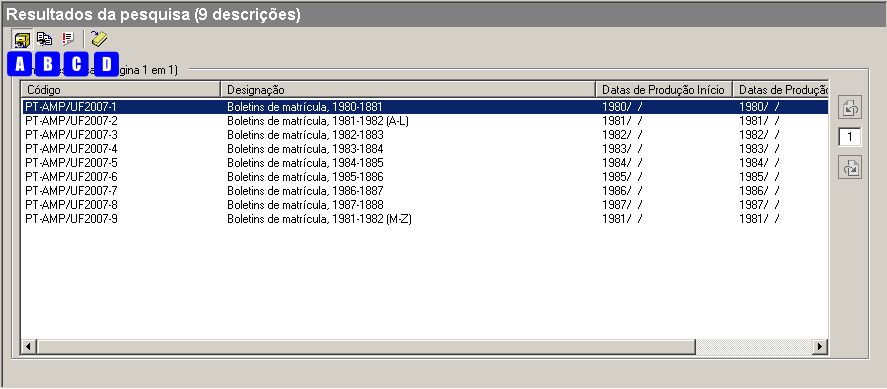 Resultados da pesquisa (9 descrições)
A B C D
ágina 1 em 1)
Código Designação Datas de Produção Início Datas de Produção
PT-AMP/UF2007-1 Boletins de matrícula, 1980-1881 1980/ / 1980/ /
PT-AMP/UF2007-2 Boletins de matrícula, 1981-1982 (A-L) 1981/ / 1981/ /
PT-AMP/UF2007-3 Boletins de matrícula, 1982-1883 1982/ / 1982/ /
PT-AMP/UF2007-4 Boletins de matrícula, 1983-1884 1983/ / 1983/ /
PT-AMP/UF2007-5 Boletins de matrícula, 1984-1885 1984/ / 1984/ /
PT-AMP/UF2007-6 Boletins de matrícula, 1985-1886 1985/ / 1985/ /
PT-AMP/UF2007-7 Boletins de matrícula, 1986-1887 1986/ / 1986/ /
PT-AMP/UF2007-8 Boletins de matrícula, 1987-1888 1987/ / 1987/ /
PT-AMP/UF2007-9 Boletins de matrícula, 1981-1982 (M-Z) 1981/ / 1981/ /
1